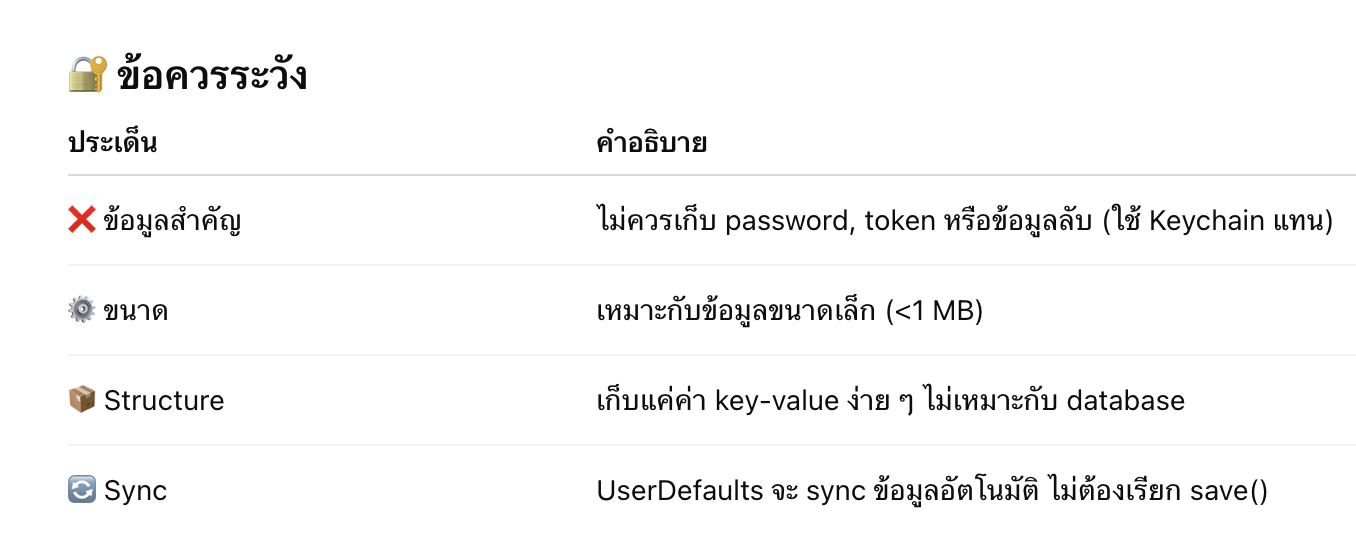 🔐 ข้อควรระวัง
ประเด็น คำอธิบาย
❌ ข้อมูลสำคัญ ไม่ควรเก็บ password, token หรือข้อมูลลับ (ใช้ Keychain แทน)
⚙️ ขนาด เหมาะกับข้อมูลขนาดเล็ก (<1 MB)
📦 Structure เก็บแค่ค่า key-value ง่าย ๆ ไม่เหมาะกับ database
🔄 Sync UserDefaults จะ sync ข้อมูลอัตโนมัติ ไม่ต้องเรียก save()